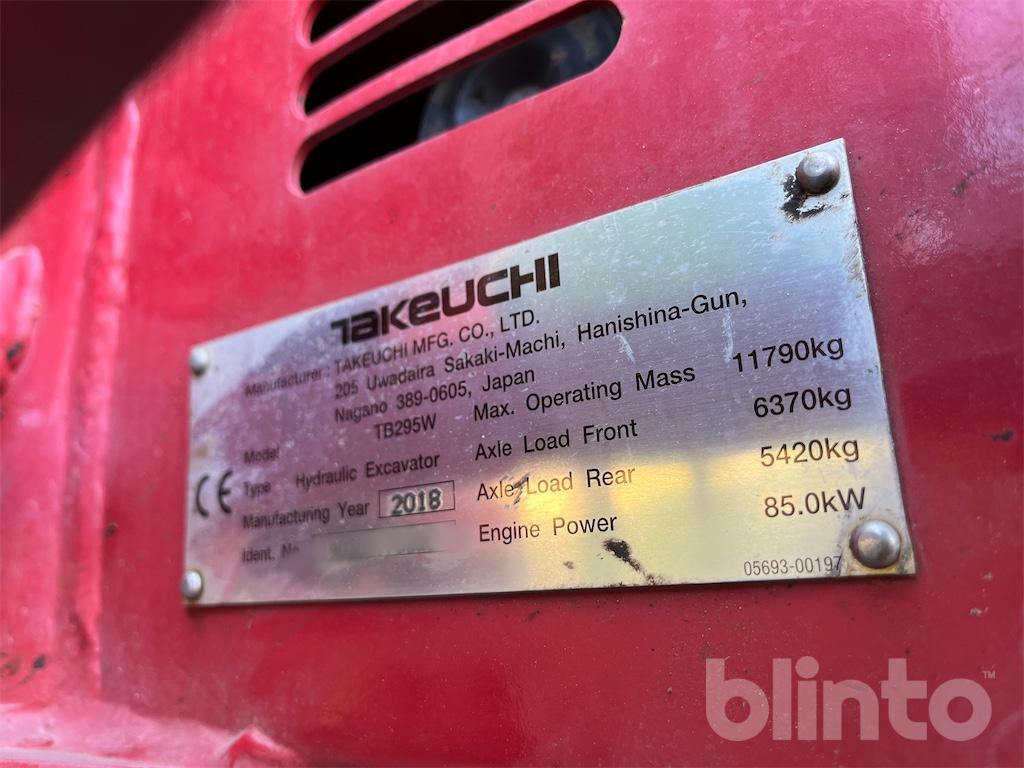 TAKEUCHI
Manufacturer : TAKEUCHI MFG. CO., LTD.
205 Uwadaira Sakaki-Machi, Hanishina-Gun,
Nagano 389-0605, Japan
Model TB295W Max. Operating Mass 11790kg
Type Hydraulic Excavator Axle Load Front 6370kg
CE
Manufacturing Year 2018 Axle Load Rear 5420kg
Ident. No Engine Power 85.0kW
05693-00197
blinto™